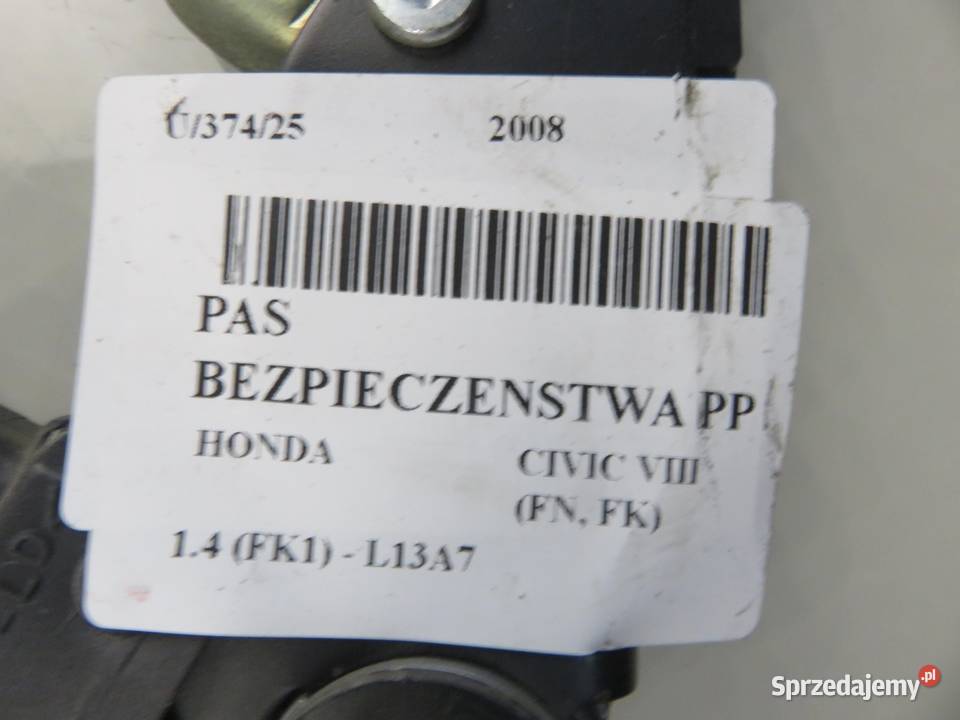 U/374/25 2008
PAS
BEZPIECZENSTWA PP
HONDA CIVIC VIII
(FN, FK)
1.4 (FK1) - L13A7
Sprzedajemy.pl